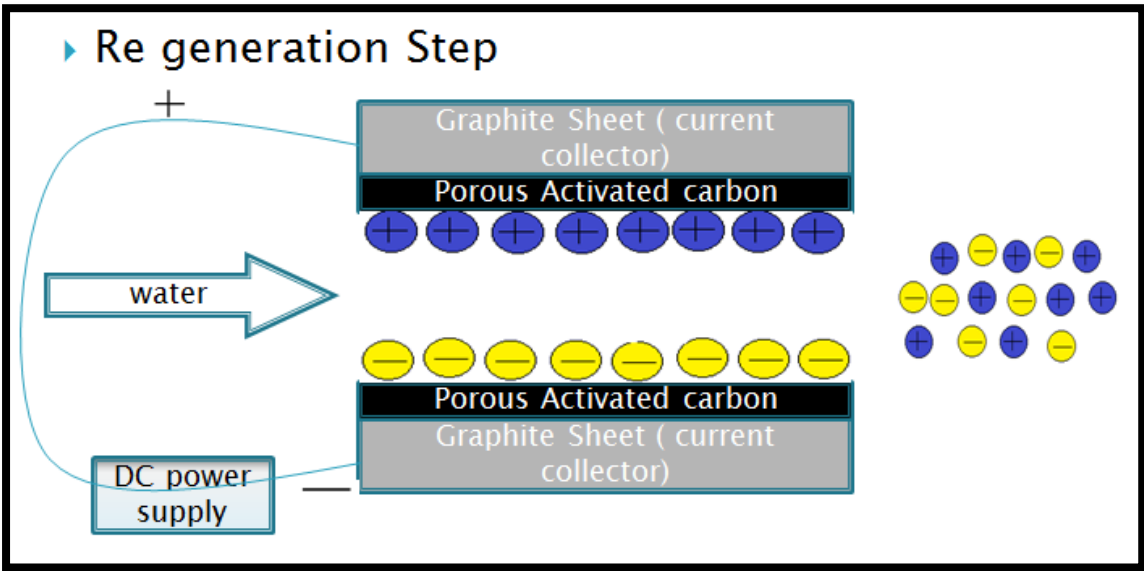 Re generation Step
+
Graphite Sheet ( current
collector)
Porous Activated carbon
+ + + + + + + +
water
− − − − − − − −
+ − + − +
− − + − + +
+ − + −
Porous Activated carbon
Graphite Sheet ( current
collector)
DC power
supply
—